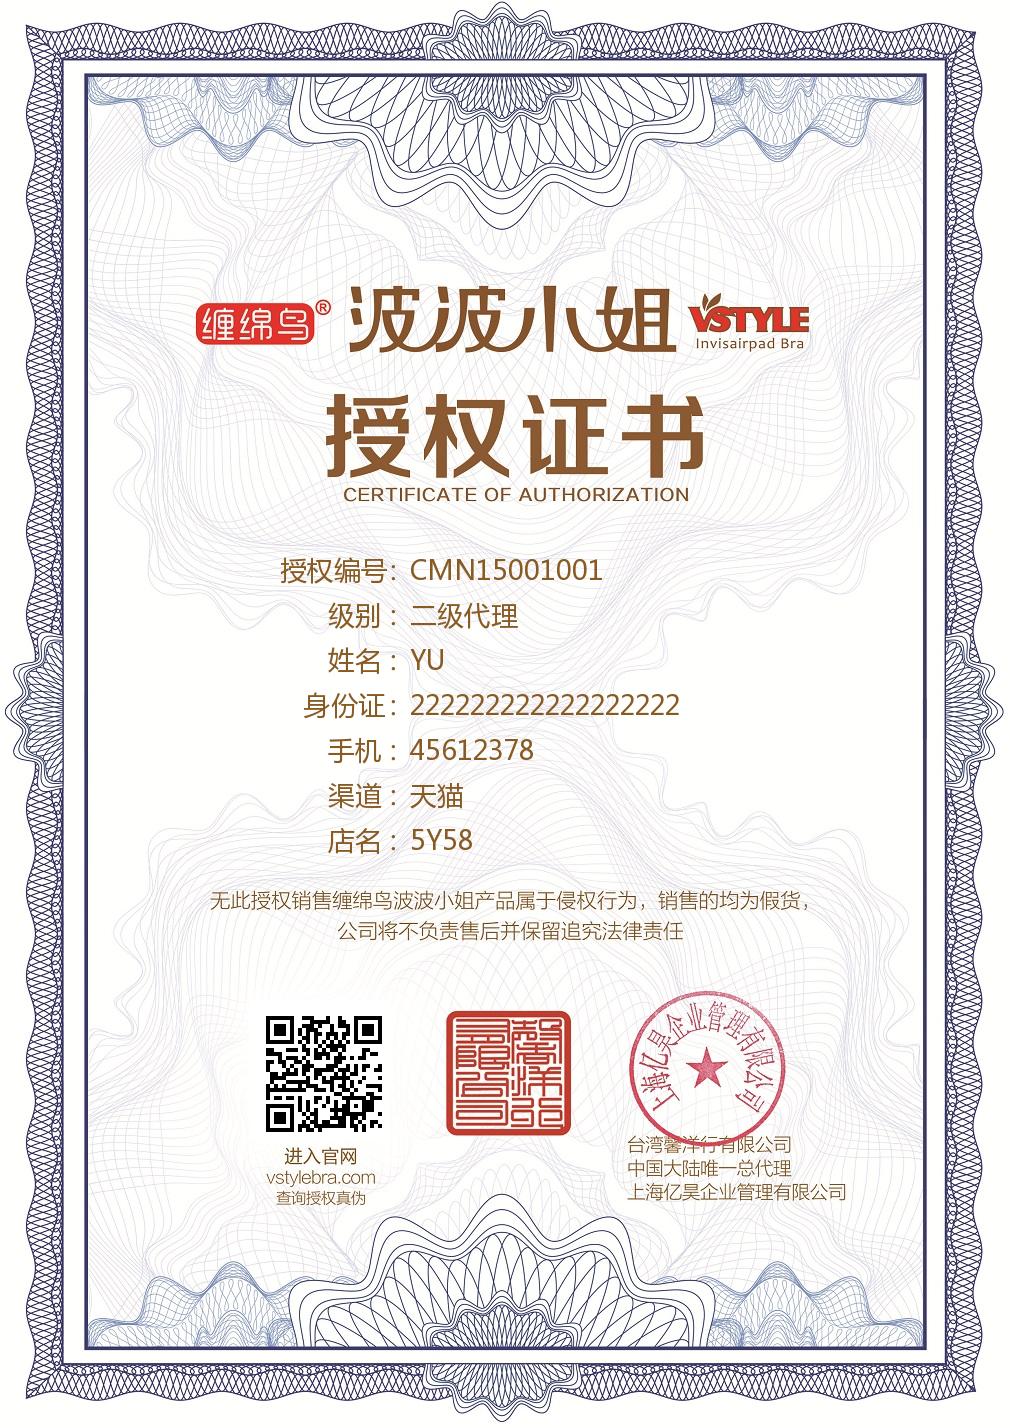 缠绵鸟® 波波小姐 VSTYLE
Invisairpad Bra
授权证书
CERTIFICATE OF AUTHORIZATION
授权编号：CMN15001001
级别：二级代理
姓名：YU
身份证：222222222222222222
手机：45612378
渠道：天猫
店名：5Y58
无此授权销售缠绵鸟波波小姐产品属于侵权行为，销售的均为假货，
公司将不负责售后并保留追究法律责任
馨洋行有限公司
上海亿昊企业管理有限公司
进入官网
vstylebra.com
查询授权真伪
台湾馨洋行有限公司
中国大陆唯一总代理
上海亿昊企业管理有限公司